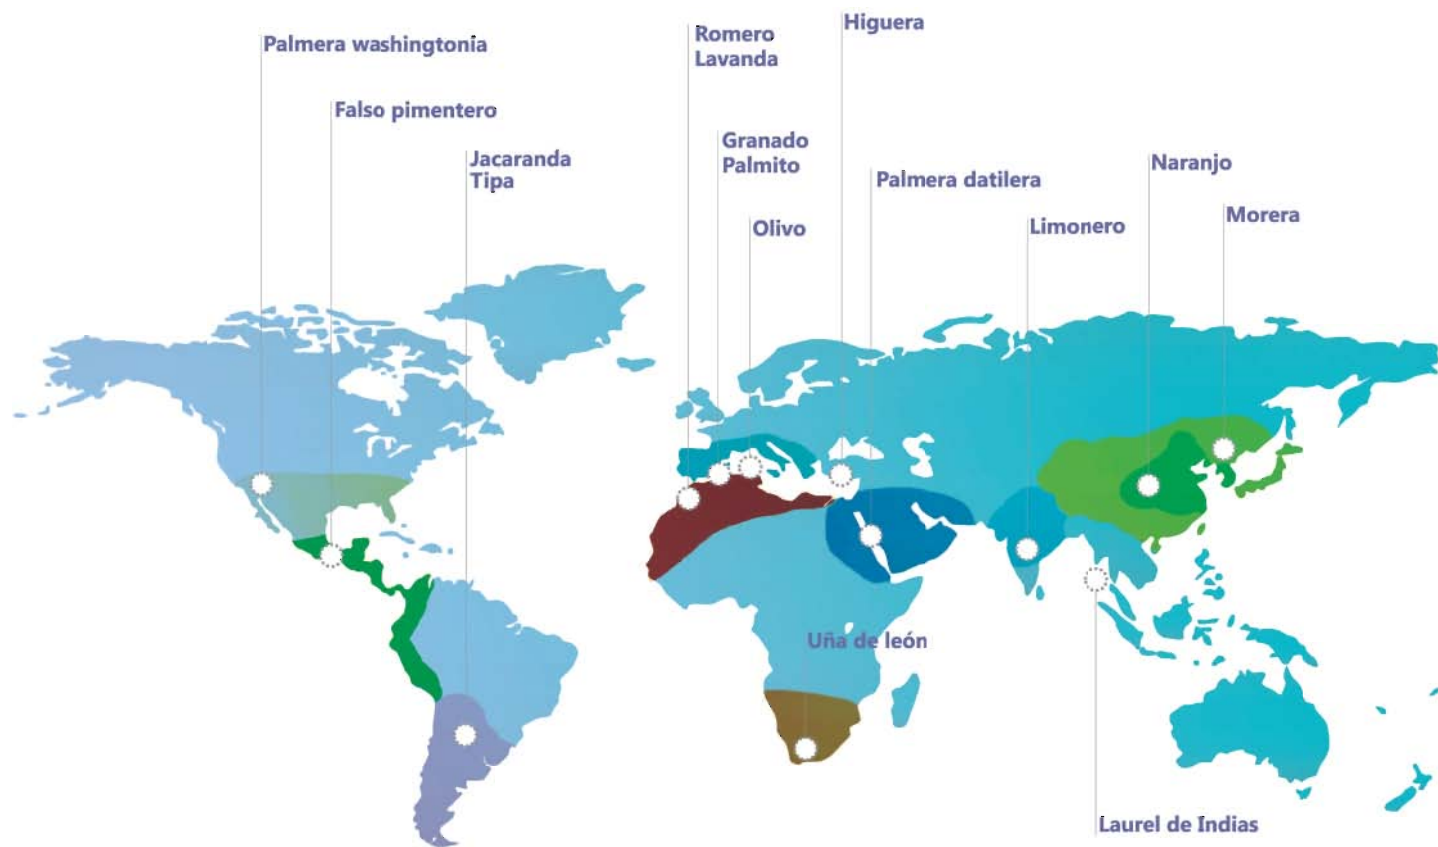 Palmera washingtonia
Falso pimentero
Jacaranda
Tipa
Romero
Lavanda
Granado
Palmito
Olivo
Higuera
Palmera datilera
Limonero
Naranjo
Morera
Uña de león
Laurel de Indias